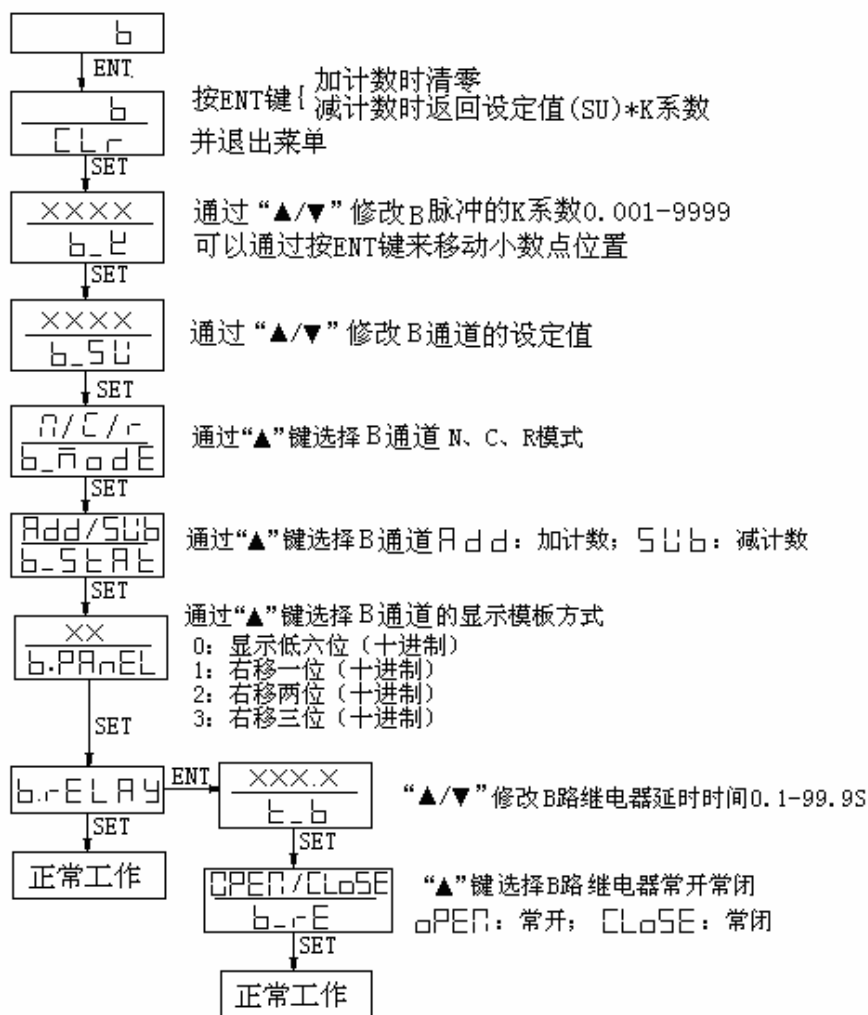 b
ENT
b
CLr
按ENT键{加计数时清零
减计数时返回设定值(SU)*K系数
并退出菜单
SET
××××
b_K
通过“▲/▼”修改B脉冲的K系数0.001-9999
可以通过按ENT键来移动小数点位置
SET
××××
b_SU
通过“▲/▼”修改B通道的设定值
SET
n/C/r
b_modE
通过“▲”键选择B通道 N、C、R模式
SET
Add/SUb
b_StAt
通过“▲”键选择B通道Add：加计数；SUb：减计数
SET
××
b.PAnEL
通过“▲”键选择B通道的显示模板方式
0：显示低六位（十进制）
1：右移一位（十进制）
2：右移两位（十进制）
3：右移三位（十进制）
SET
b.rELAY
ENT
×××.×
t_b
“▲/▼”修改B路继电器延时时间0.1-99.9S
SET
正常工作
SET
OPEn/CLoSE
b_rE
“▲”键选择B路继电器常开常闭
oPEn：常开；CLoSE：常闭
SET
正常工作